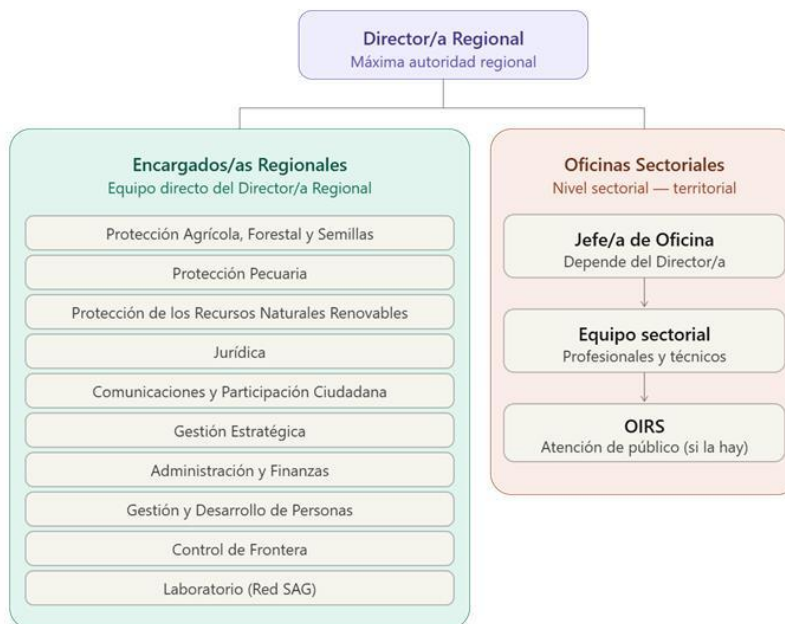 Director/a Regional
Máxima autoridad regional
Encargados/as Regionales
Equipo directo del Director/a Regional
Protección Agrícola, Forestal y Semillas
Protección Pecuaria
Protección de los Recursos Naturales Renovables
Jurídica
Comunicaciones y Participación Ciudadana
Gestión Estratégica
Administración y Finanzas
Gestión y Desarrollo de Personas
Control de Frontera
Laboratorio (Red SAG)
Oficinas Sectoriales
Nivel sectorial — territorial
Jefe/a de Oficina
Depende del Director/a
Equipo sectorial
Profesionales y técnicos
OIRS
Atención de público (si la hay)